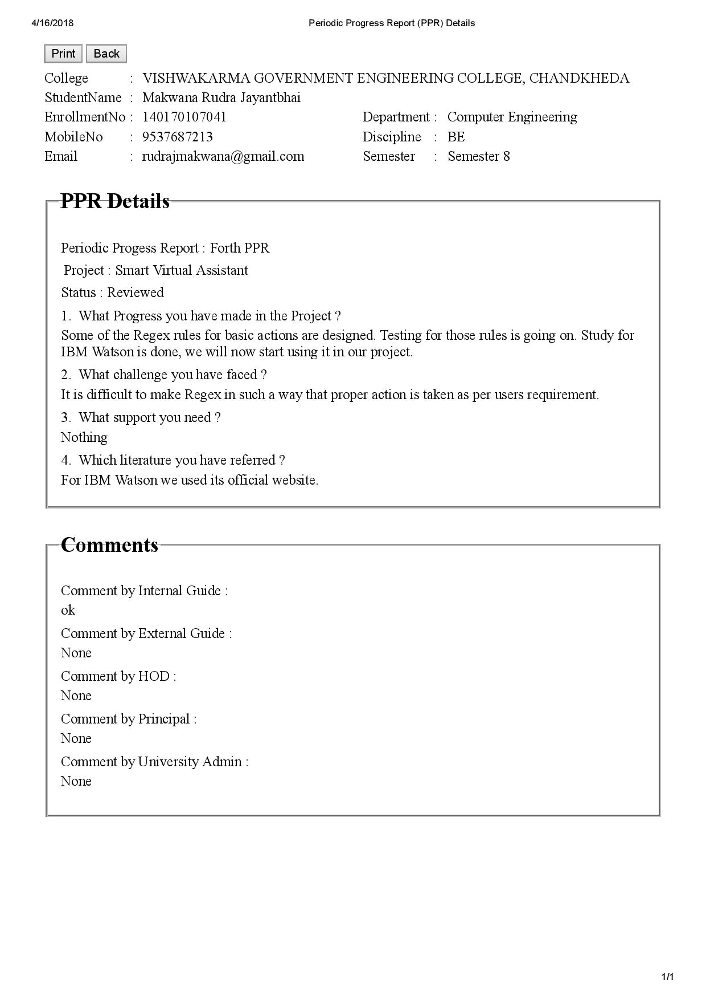 4/16/2018 Periodic Progress Report (PPR) Details
Print Back
College : VISHWAKARMA GOVERNMENT ENGINEERING COLLEGE, CHANDKHEDA
StudentName : Makwana Rudra Jayantbhai
EnrollmentNo : 140170107041 Department : Computer Engineering
MobileNo : 9537687213 Discipline : BE
Email : rudrajmakwana@gmail.com Semester : Semester 8
PPR Details
Periodic Progess Report : Forth PPR
Project : Smart Virtual Assistant
Status : Reviewed
1. What Progress you have made in the Project ?
Some of the Regex rules for basic actions are designed. Testing for those rules is going on. Study for
IBM Watson is done, we will now start using it in our project.
2. What challenge you have faced ?
It is difficult to make Regex in such a way that proper action is taken as per users requirement.
3. What support you need ?
Nothing
4. Which literature you have referred ?
For IBM Watson we used its official website.
Comments
Comment by Internal Guide :
ok
Comment by External Guide :
None
Comment by HOD :
None
Comment by Principal :
None
Comment by University Admin :
None
1/1